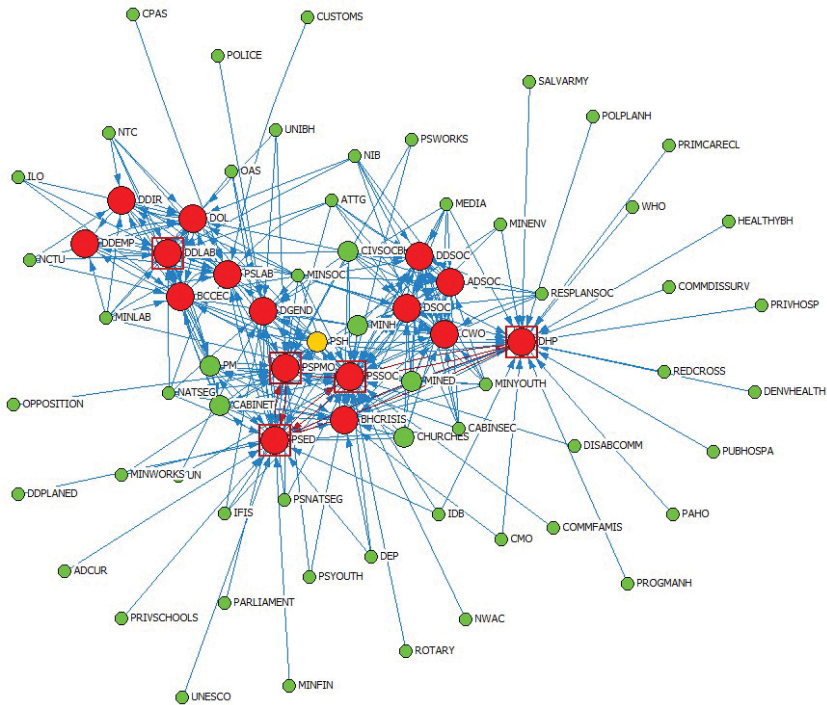 CPAS
CUSTOMS
POLICE
SALVARMY
POLPLANH
NTC
UNIBH
PSWORKS
PRIMCARECL
NIB
OAS
ILO
DDIR
ATTG
MEDIA
WHO
DOL
MINENV
HEALTHYBH
DDEMP
DDLAB
CIVSOCBH
DDSOC
NCTU
PSLAB
MINSOC
ADSOC
RESPLANSOC
COMMDISSURV
BCCEC
DGEND
DSOC
PRIVHOSP
MINLAB
MINH
CWO
PSH
DHP
PM
PSPMO
PSSOC
MINED
MINYOUTH
REDCROSS
NATSEG
DENVHEALTH
OPPOSITION
CABINET
BHCRISIS
CABINSEC
PSED
CHURCHES
DISABCOMM
PUBHOSPA
MINWORKS
UN
DDPLANED
PSNATSEG
IFIS
IDB
COMMFAMIS
PAHO
CMO
DEP
ADCUR
PSYOUTH
PROGMANH
PARLIAMENT
PRIVSCHOOLS
NWAC
ROTARY
MINFIN
UNESCO